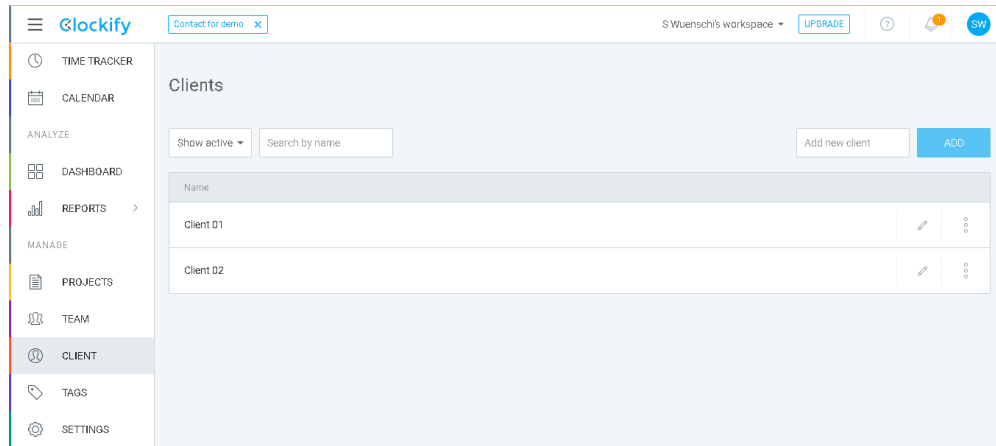 Clockify
Contact for demo X
S Wuenschi's workspace
UPGRADE
?
1
SW
TIME TRACKER
CALENDAR
ANALYZE
DASHBOARD
REPORTS
MANAGE
PROJECTS
TEAM
CLIENT
TAGS
SETTINGS
Clients
Show active
Search by name
Add new client
ADD
Name
Client 01
Client 02